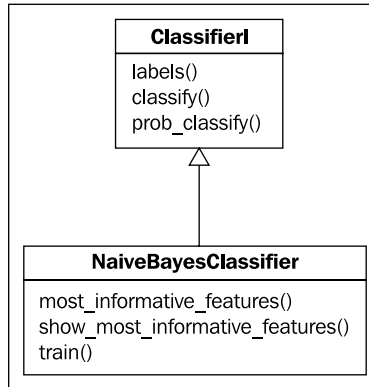 ClassifierI
labels()
classify()
prob_classify()
NaiveBayesClassifier
most_informative_features()
show_most_informative_features()
train()